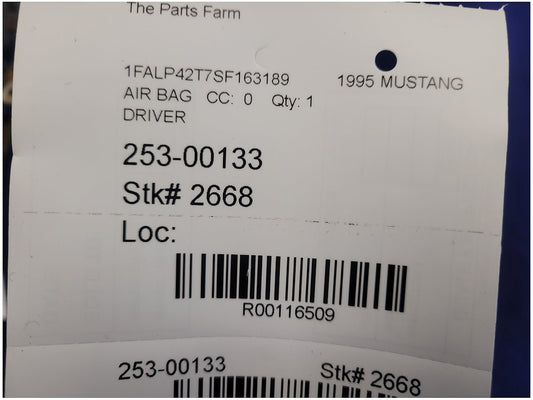 The Parts Farm
1FALP42T7SF163189 1995 MUSTANG
AIR BAG CC: 0 Qty: 1
DRIVER
253-00133
Stk# 2668
Loc:
R00116509
253-00133 Stk# 2668